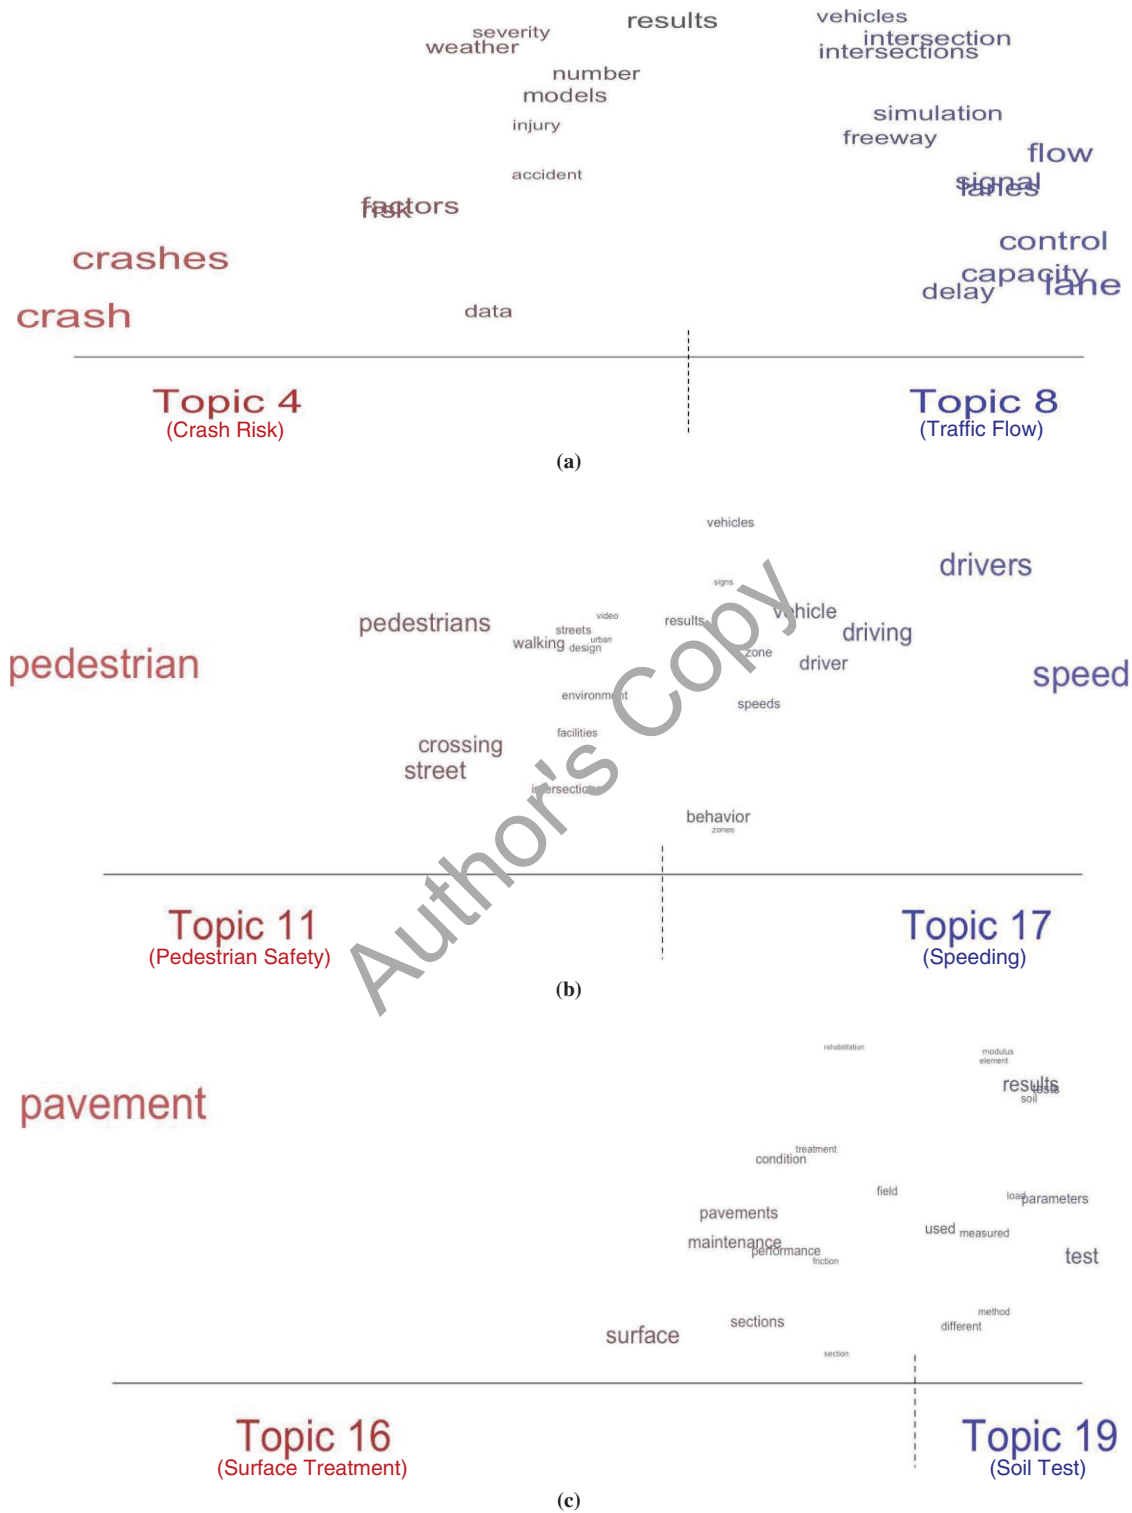 results
vehicles
severity
intersection
weather
intersections
number
models
simulation
injury
freeway
flow
accident
signal
lanes
factors
risk
control
crashes
capacity
lane
delay
crash
data
Topic 4
(Crash Risk)
Topic 8
(Traffic Flow)
(a)
vehicles
drivers
signs
pedestrians
video
results
vehicle
streets
urban
driving
walking
design
zone
driver
pedestrian
speed
environment
speeds
facilities
crossing
street
intersection
behavior
zones
Author's Copy
Topic 11
(Pedestrian Safety)
Topic 17
(Speeding)
(b)
rehabilitation
modulus
element
results
tests
soil
pavement
treatment
condition
field
load
parameters
pavements
used
measured
maintenance
performance
friction
test
method
sections
different
surface
section
Topic 16
(Surface Treatment)
Topic 19
(Soil Test)
(c)